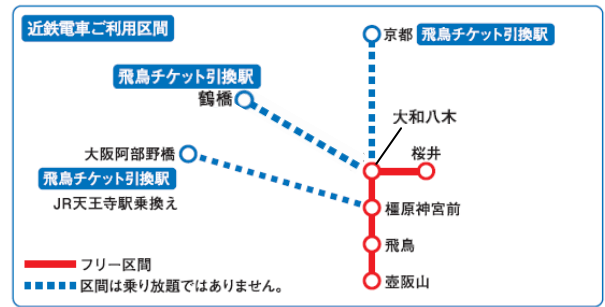 近鉄電車ご利用区間
京都 飛鳥チケット引換駅
飛鳥チケット引換駅
鶴橋
大和八木
桜井
大阪阿部野橋
飛鳥チケット引換駅
JR天王寺駅乗換え
橿原神宮前
飛鳥
壺阪山
フリー区間
区間は乗り放題ではありません。